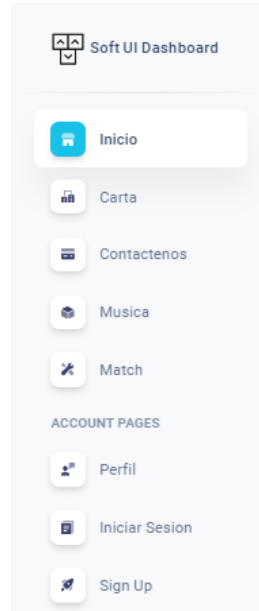 Soft UI Dashboard
Inicio
Carta
Contactenos
Musica
Match
ACCOUNT PAGES
Perfil
Iniciar Sesion
Sign Up